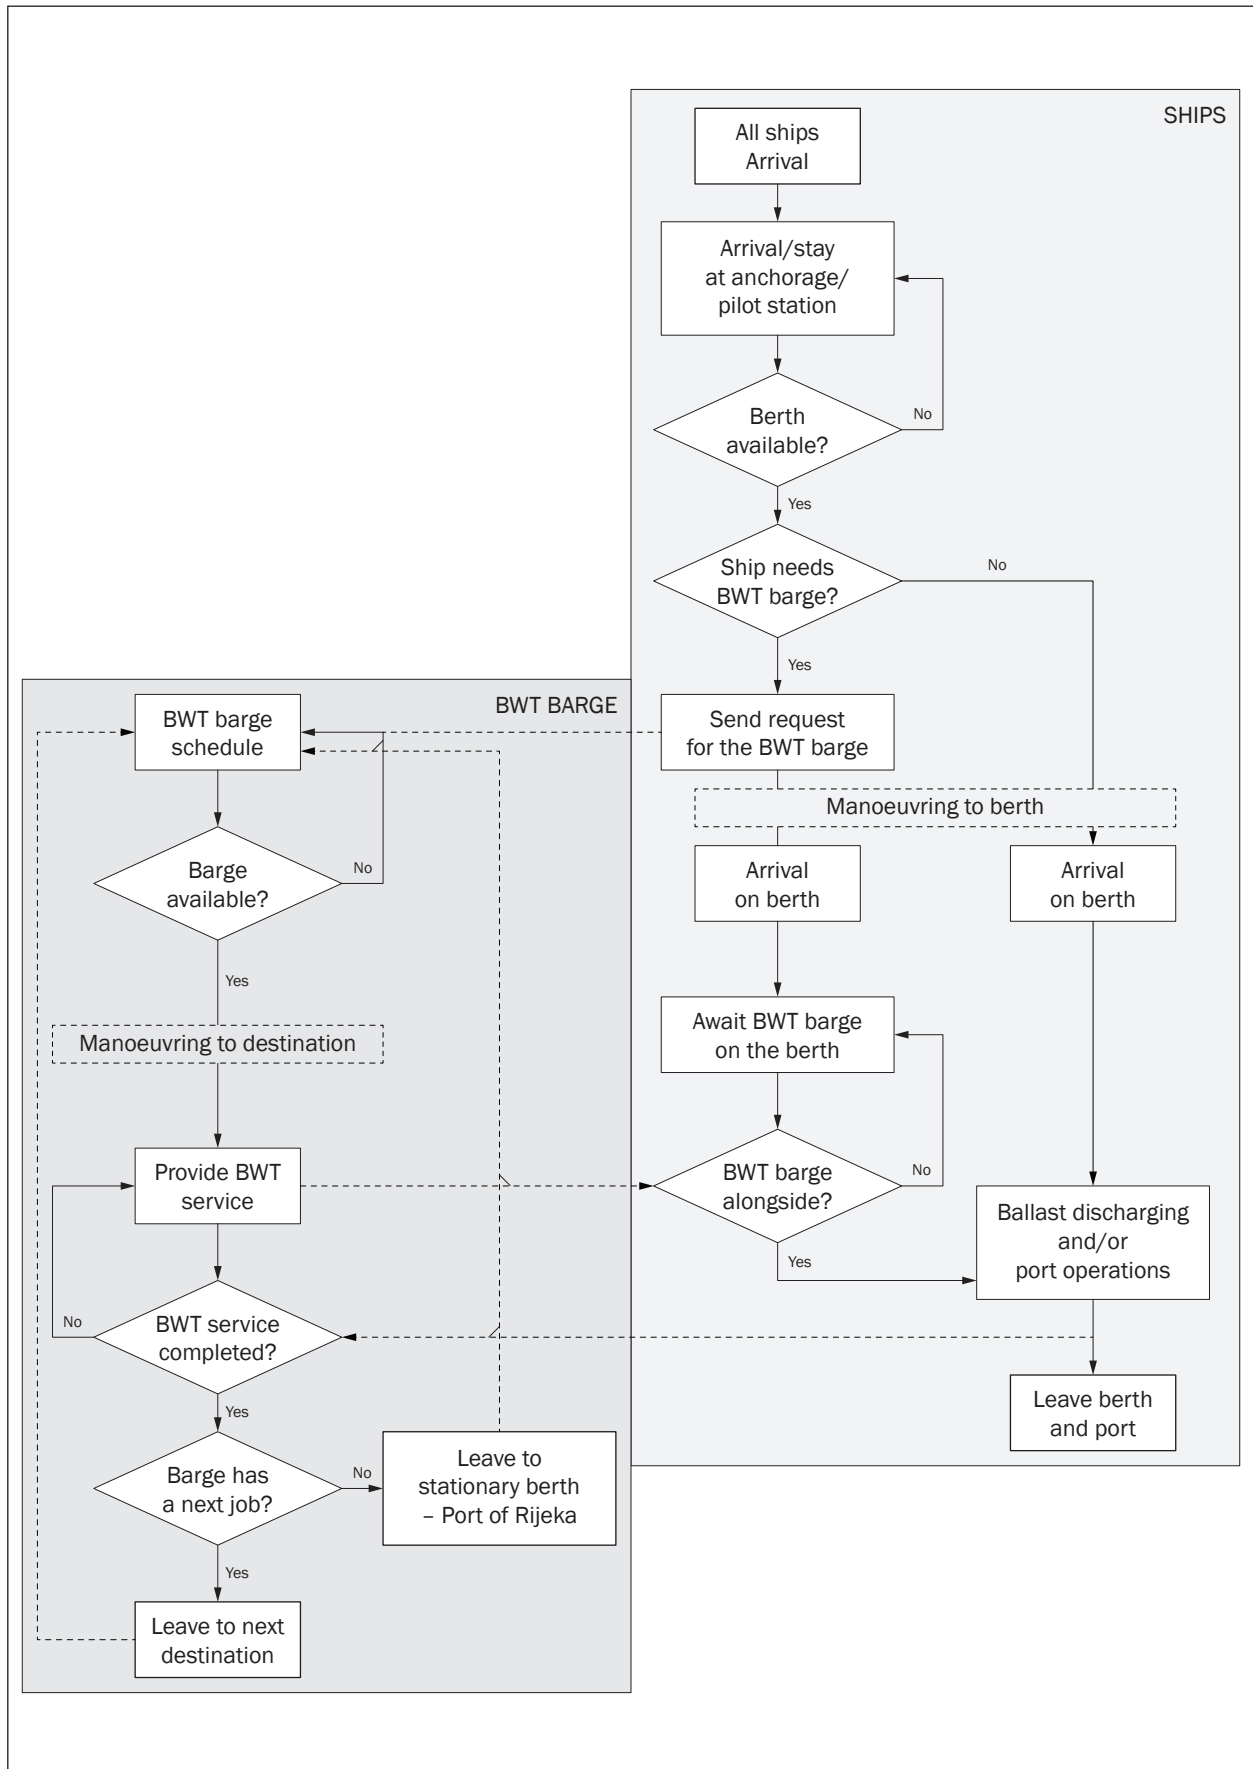 SHIPS
All ships
Arrival
Arrival/stay
at anchorage/
pilot station
Berth
available?
No
Yes
Ship needs
BWT barge?
No
Yes
Send request
for the BWT barge
Manoeuvring to berth
Arrival
on berth
Arrival
on berth
Await BWT barge
on the berth
BWT barge
alongside?
No
Yes
Ballast discharging
and/or
port operations
Leave berth
and port
BWT BARGE
BWT barge
schedule
Barge
available?
No
Yes
Manoeuvring to destination
Provide BWT
service
BWT service
completed?
No
Yes
Barge has
a next job?
No
Leave to
stationary berth
– Port of Rijeka
Yes
Leave to next
destination